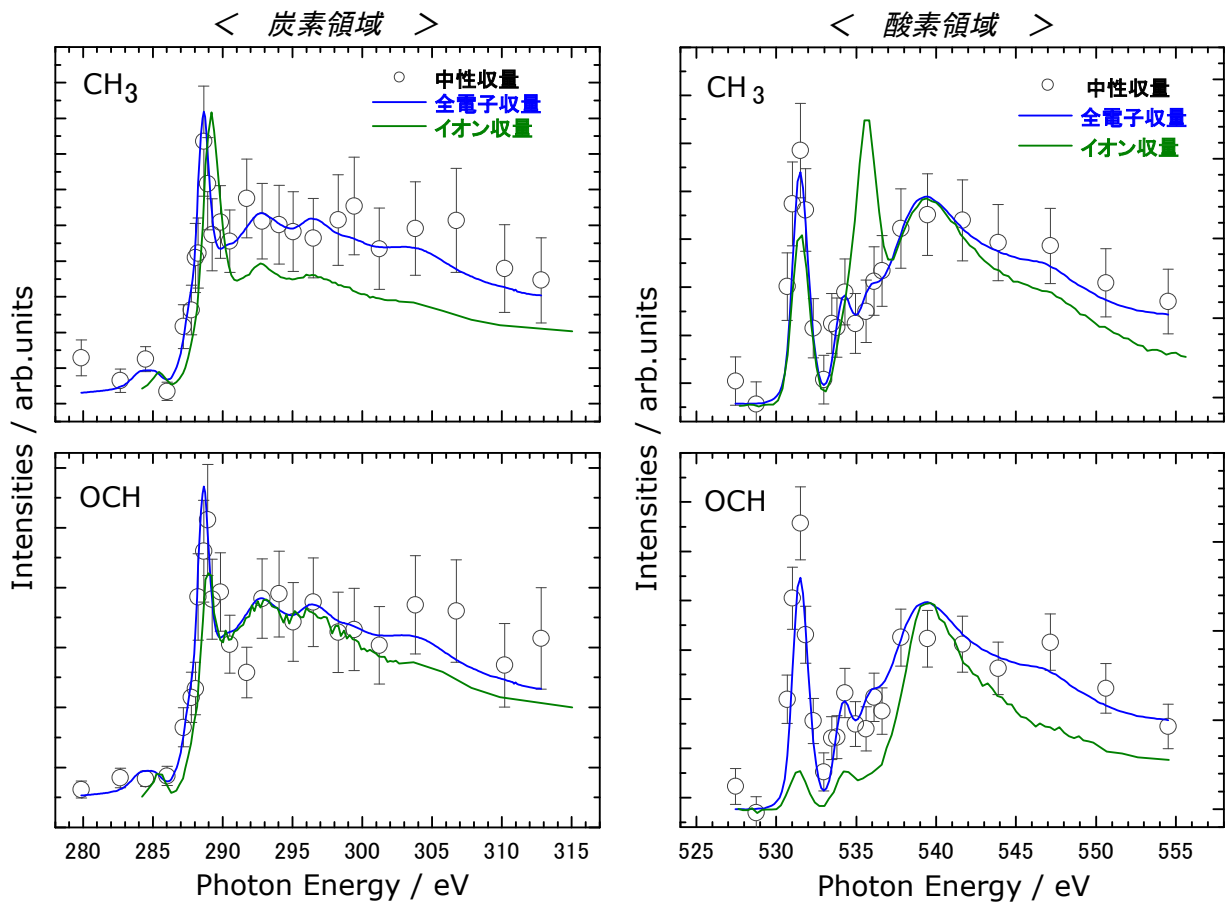 < 炭素領域 >
CH3
中性収量
全電子収量
イオン収量
< 酸素領域 >
CH3
中性収量
全電子収量
イオン収量
Intensities / arb.units
OCH
280 285 290 295 300 305 310 315
Photon Energy / eV
Intensities / arb.units
OCH
525 530 535 540 545 550 555
Photon Energy / eV